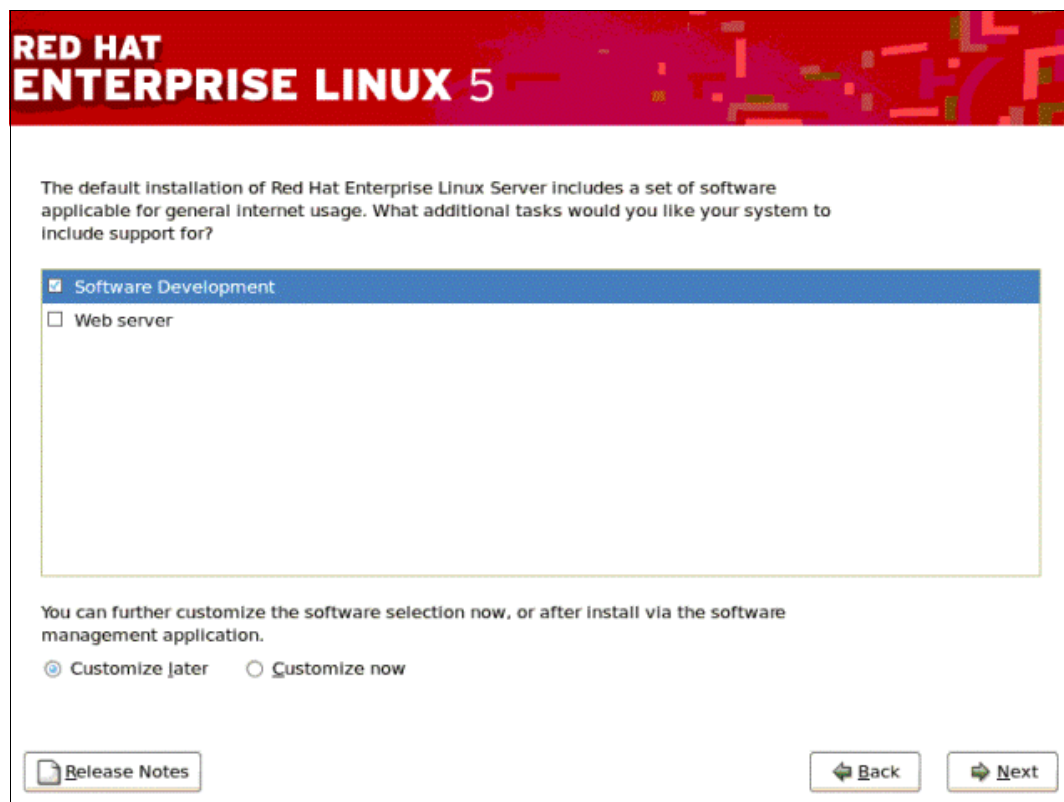 RED HAT
ENTERPRISE LINUX 5
The default installation of Red Hat Enterprise Linux Server includes a set of software
applicable for general internet usage. What additional tasks would you like your system to
include support for?
Software Development
Web server
You can further customize the software selection now, or after install via the software
management application.
Customize later Customize now
Release Notes Back Next